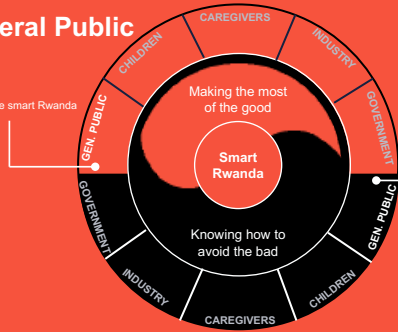 eral Public
e smart Rwanda
CAREGIVERS
CHILDREN
INDUSTRY
GEN. PUBLIC
GOVERNMENT
Making the most
of the good
Smart
Rwanda
Knowing how to
avoid the bad
GOVERNMENT
GEN. PUBLIC
INDUSTRY
CHILDREN
CAREGIVERS